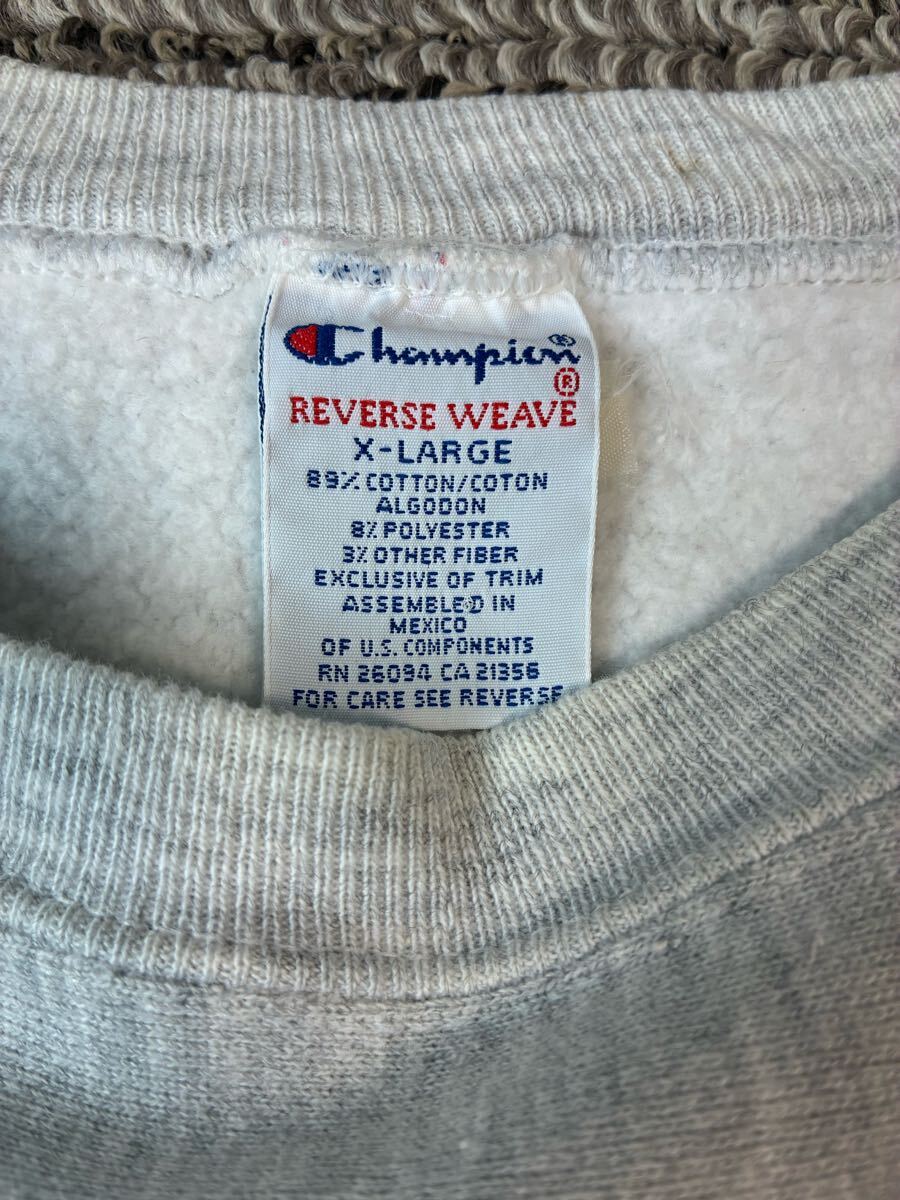 Champion
®
REVERSE WEAVE
X-LARGE
89% COTTON/COTON
ALGODON
8% POLYESTER
3% OTHER FIBER
EXCLUSIVE OF TRIM
ASSEMBLED IN
MEXICO
OF U.S. COMPONENTS
RN 26094 CA 21356
FOR CARE SEE REVERSE